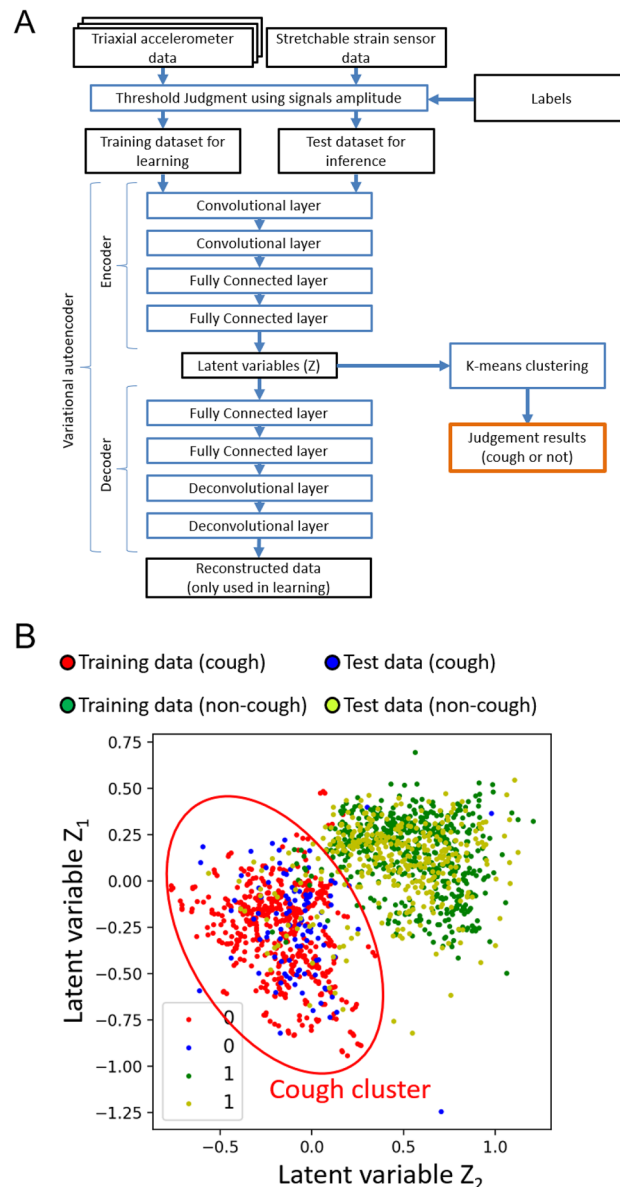 A
Triaxial accelerometer
data
Stretchable strain sensor
data
Threshold Judgment using signals amplitude
Labels
Training dataset for
learning
Test dataset for
inference
Variational autoencoder
Encoder
Convolutional layer
Convolutional layer
Fully Connected layer
Fully Connected layer
Latent variables (Z)
K-means clustering
Judgement results
(cough or not)
Decoder
Fully Connected layer
Fully Connected layer
Deconvolutional layer
Deconvolutional layer
Reconstructed data
(only used in learning)
B
Training data (cough)
Test data (cough)
Training data (non-cough)
Test data (non-cough)
Latent variable Z1
0.75
0.50
0.25
0.00
−0.25
−0.50
−0.75
−1.00
−1.25
0
0
1
1
Cough cluster
−0.5
0.0
0.5
1.0
Latent variable Z2